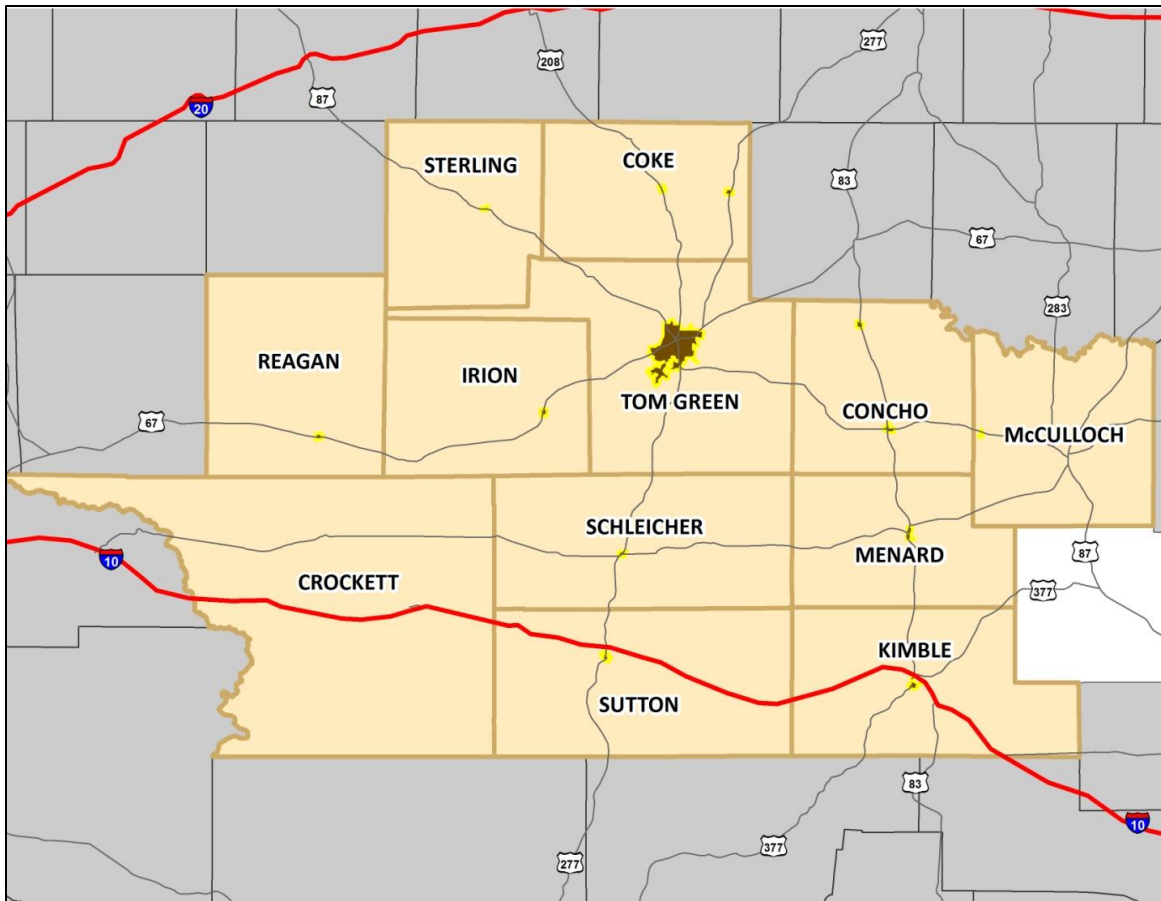 277
208
87
20
STERLING
COKE
83
67
283
REAGAN
IRION
TOM GREEN
CONCHO
McCULLOCH
67
SCHLEICHER
MENARD
10
87
CROCKETT
377
KIMBLE
SUTTON
83
10
377
277